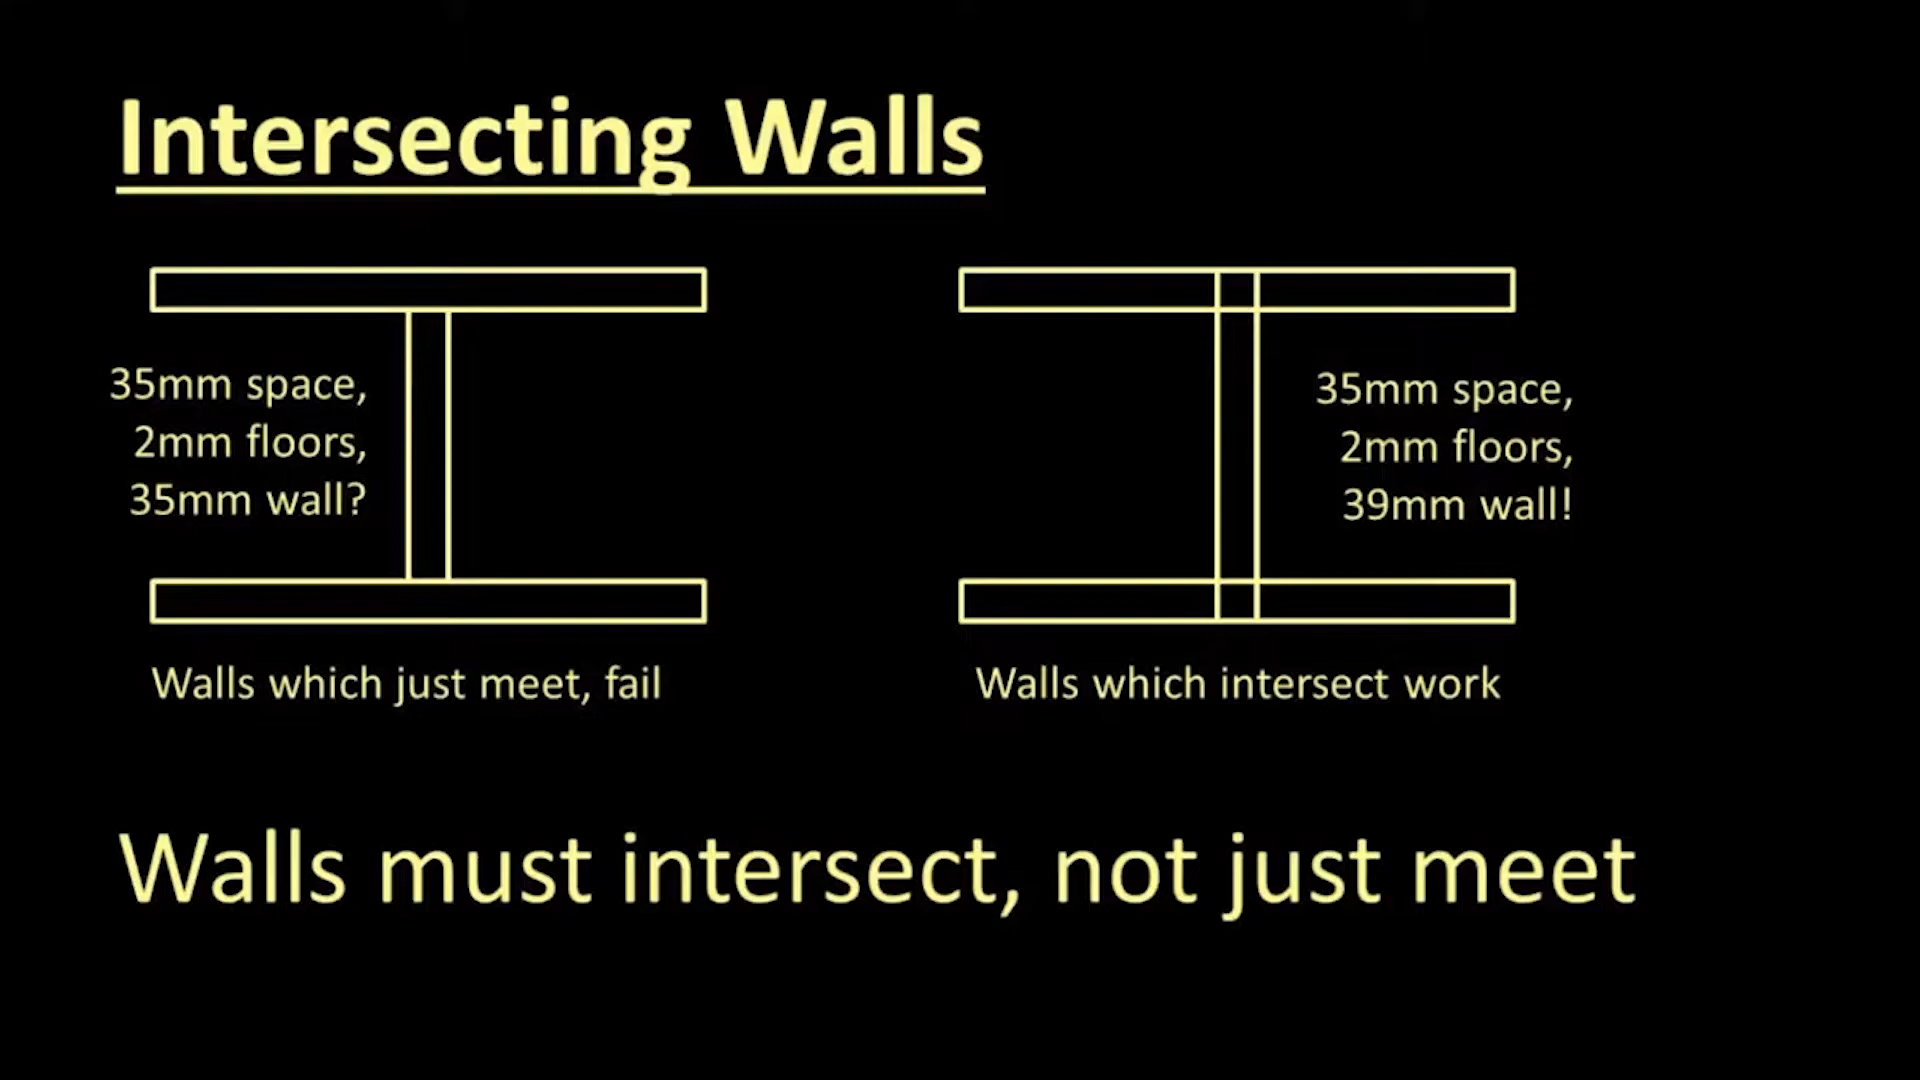 Intersecting Walls
35mm space,
2mm floors,
35mm wall?
Walls which just meet, fail
35mm space,
2mm floors,
39mm wall!
Walls which intersect work
Walls must intersect, not just meet